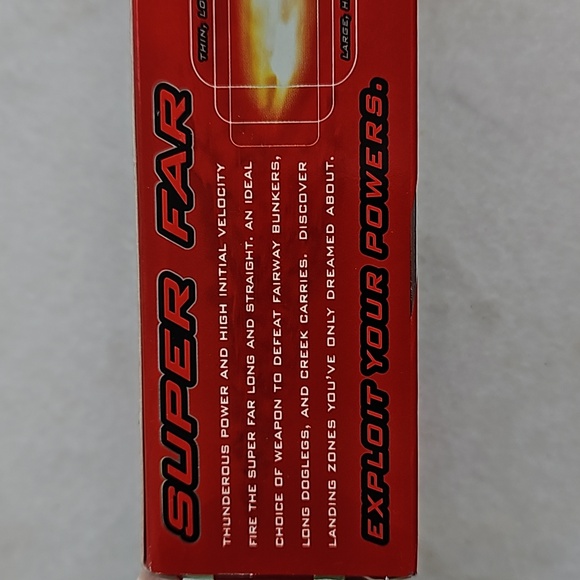 SUPER FAR
THUNDEROUS POWER AND HIGH INITIAL VELOCITY
FIRE THE SUPER FAR LONG AND STRAIGHT. AN IDEAL
CHOICE OF WEAPON TO DEFEAT FAIRWAY BUNKERS,
LONG DOGLEGS, AND CREEK CARRIES. DISCOVER
LANDING ZONES YOU'VE ONLY DREAMED ABOUT.
EXPLOIT YOUR POWERS.
THIN,
LARGE,